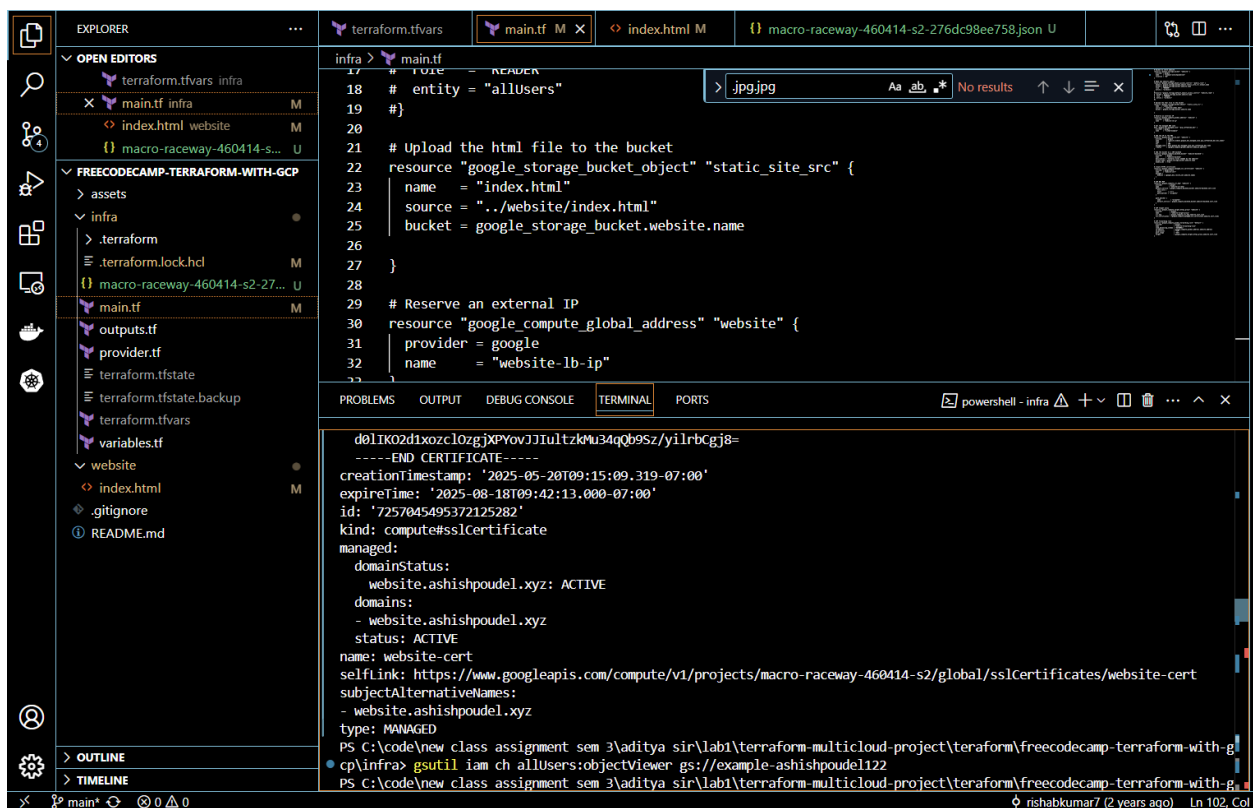 EXPLORER
OPEN EDITORS
terraform.tfvars infra
main.tf infra M
index.html website M
macro-raceway-460414-s... U
FREECODECAMP-TERRAFORM-WITH-GCP
assets
infra
.terraform
.terraform.lock.hcl M
{} macro-raceway-460414-s2-27... U
main.tf M
outputs.tf
provider.tf
terraform.tfstate
terraform.tfstate.backup
terraform.tfvars
variables.tf
website
index.html M
.gitignore
README.md
OUTLINE
TIMELINE
terraform.tfvars main.tf M index.html M {} macro-raceway-460414-s2-276dc98ee758.json U
infra > main.tf
.jpg.jpg Aa ab .* No results
17 # role = READER
18 # entity = "allUsers"
19 #}
20
21 # Upload the html file to the bucket
22 resource "google_storage_bucket_object" "static_site_src" {
23 name = "index.html"
24 source = "../website/index.html"
25 bucket = google_storage_bucket.website.name
26
27 }
28
29 # Reserve an external IP
30 resource "google_compute_global_address" "website" {
31 provider = google
32 name = "website-lb-ip"
PROBLEMS OUTPUT DEBUG CONSOLE TERMINAL PORTS powershell - infra
d0lIKO2d1xozclOzgjXPYovJJIultzkMu34qQb9Sz/yilrbCgj8=
-----END CERTIFICATE-----
creationTimestamp: '2025-05-20T09:15:09.319-07:00'
expireTime: '2025-08-18T09:42:13.000-07:00'
id: '7257045495372125282'
kind: compute#sslCertificate
managed:
domainStatus:
website.ashishpoudel.xyz: ACTIVE
domains:
- website.ashishpoudel.xyz
status: ACTIVE
name: website-cert
selfLink: https://www.googleapis.com/compute/v1/projects/macro-raceway-460414-s2/global/sslCertificates/website-cert
subjectAlternativeNames:
- website.ashishpoudel.xyz
type: MANAGED
PS C:\code\new class assignment sem 3\aditya sir\lab1\terraform-multicloud-project\teraform\freecodecamp-terraform-with-g
cp\infra> gsutil iam ch allUsers:objectViewer gs://example-ashishpoudel122
PS C:\code\new class assignment sem 3\aditya sir\lab1\terraform-multicloud-project\teraform\freecodecamp-terraform-with-g
main* 0 0 rishabkumar7 (2 years ago) Ln 102, Col